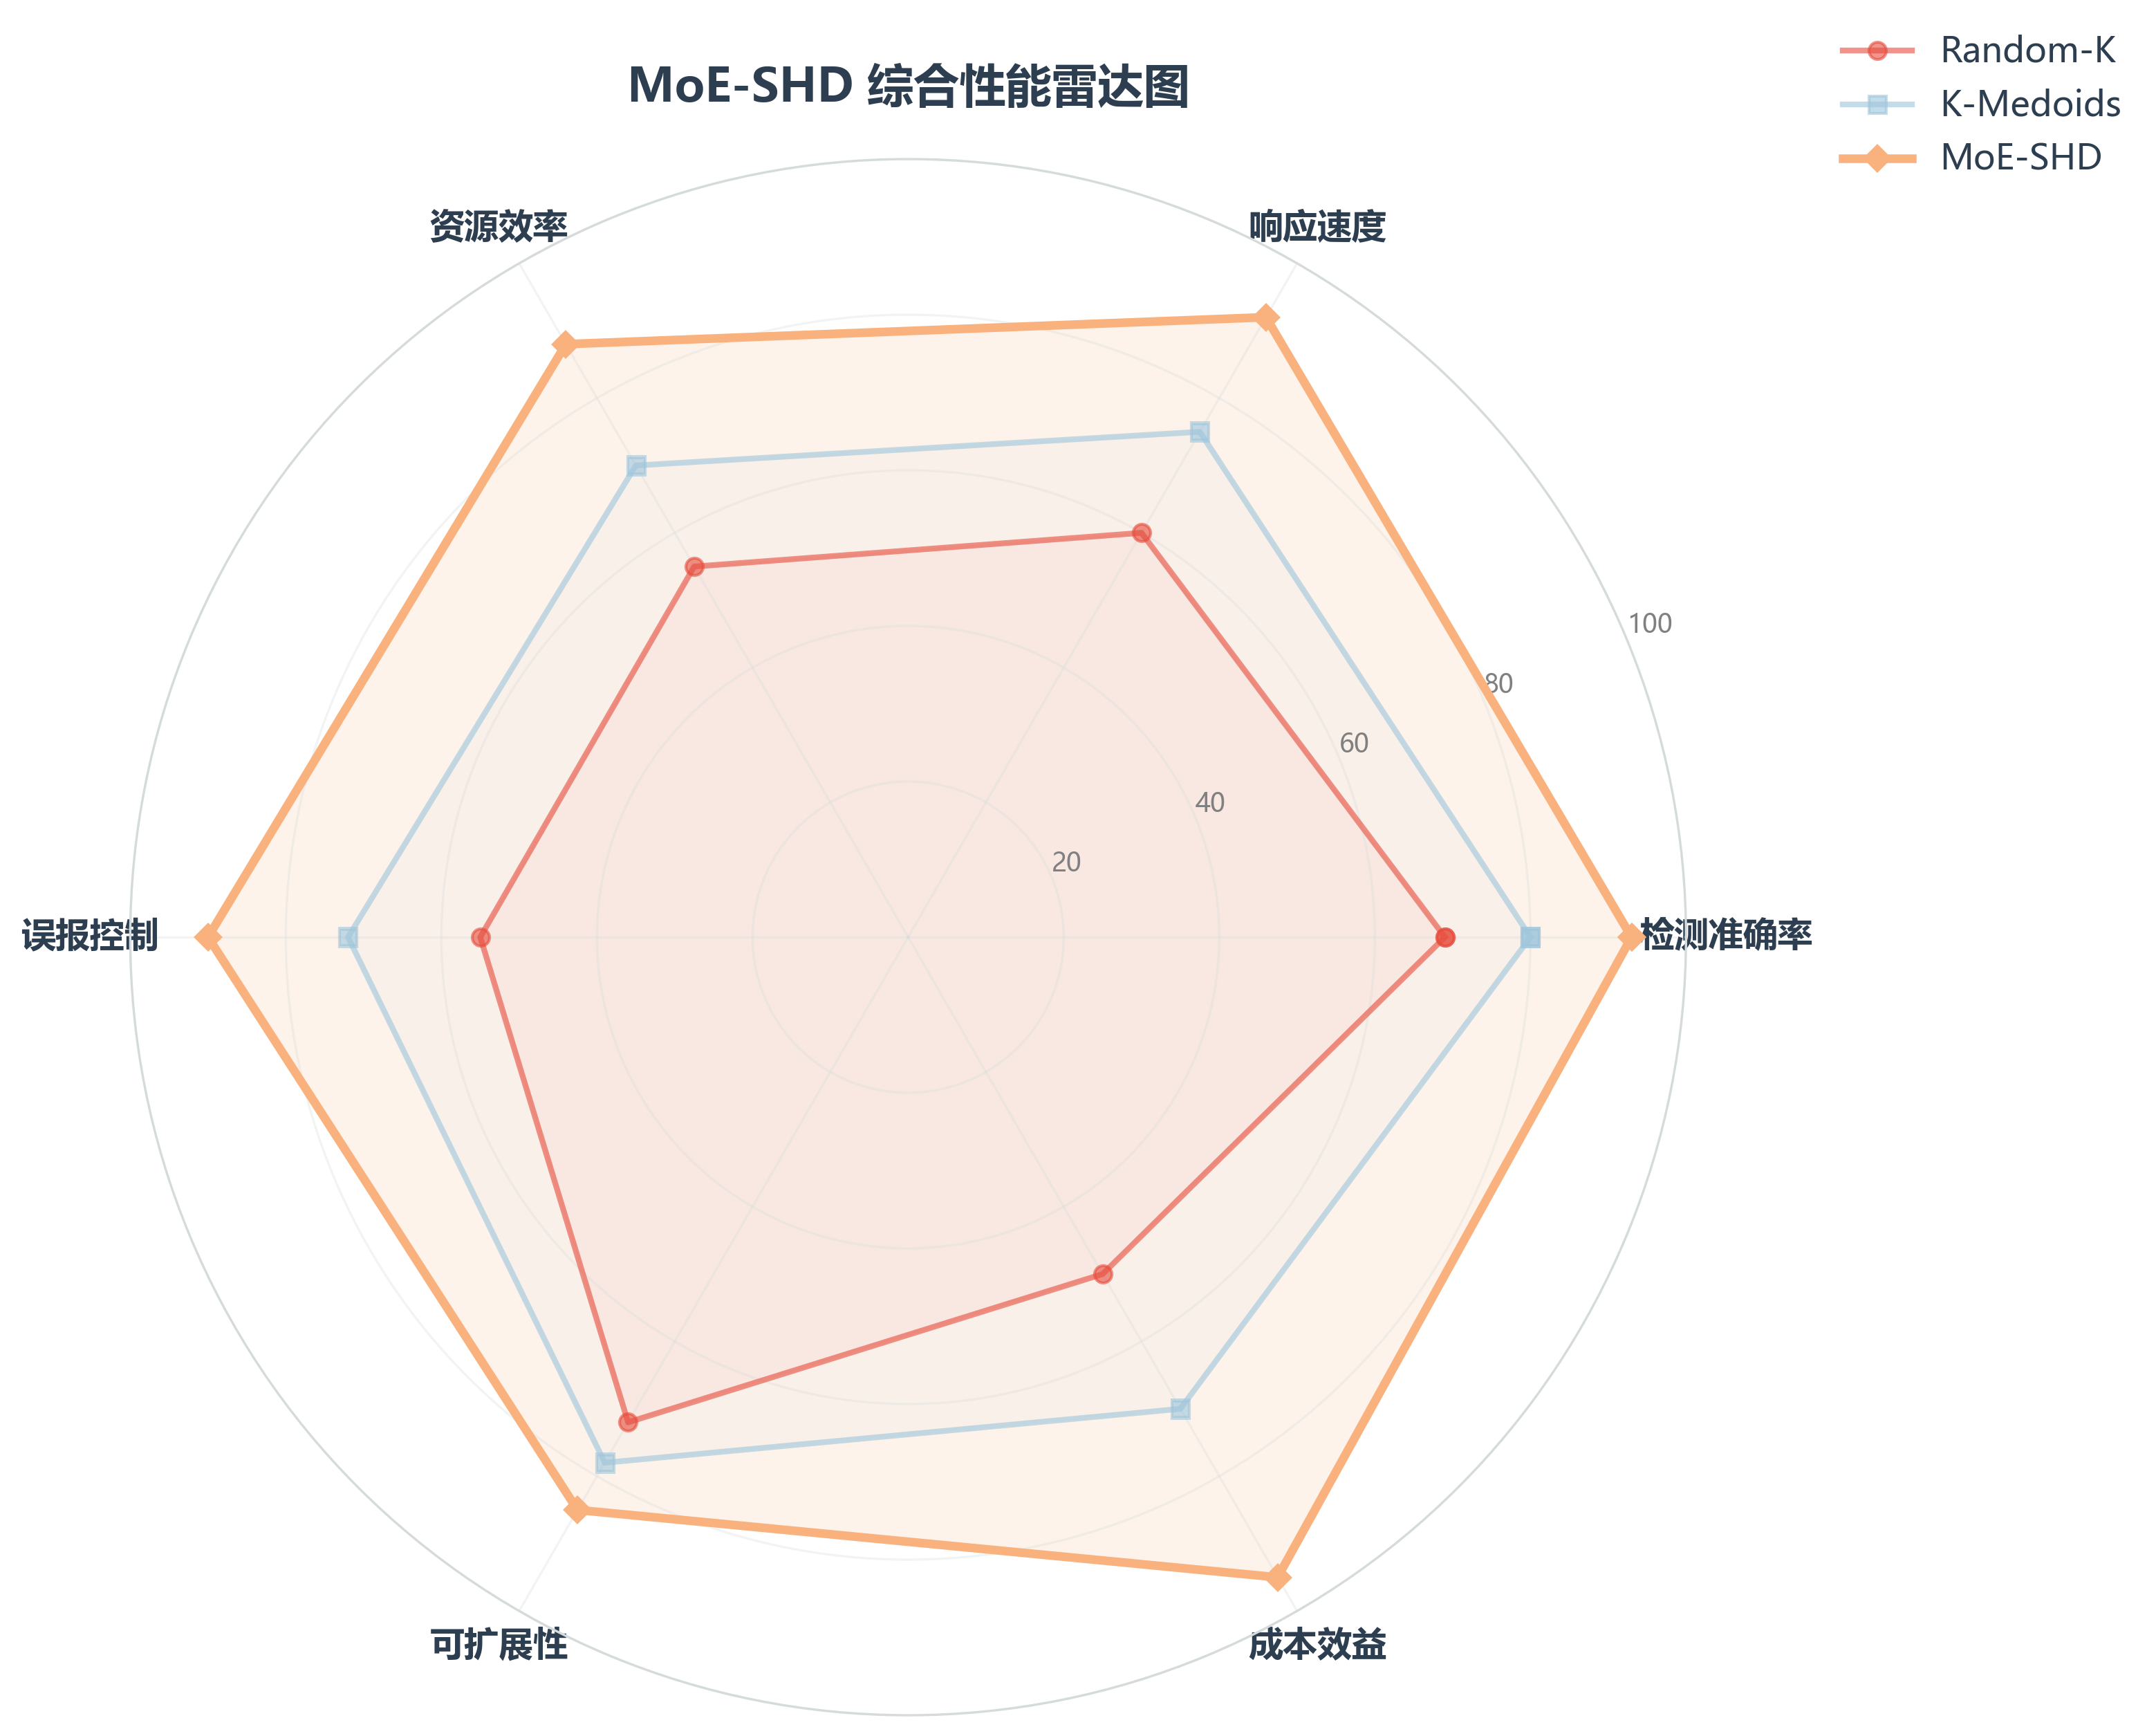 MoE-SHD 综合性能雷达图
Random-K
K-Medoids
MoE-SHD
资源效率
响应速度
100
80
60
40
20
误报控制
检测准确率
可扩展性
成本效益